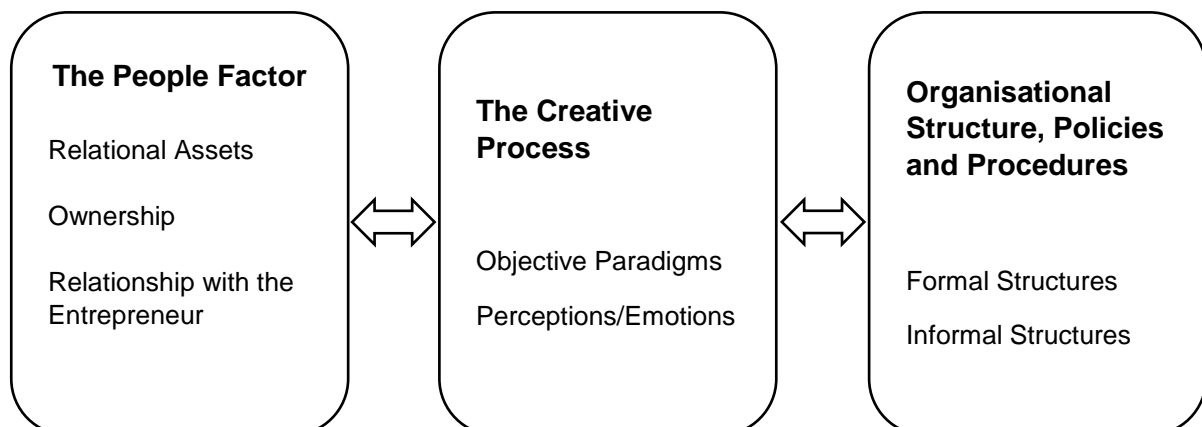 The People Factor
Relational Assets
Ownership
Relationship with the
Entrepreneur
The Creative
Process
Objective Paradigms
Perceptions/Emotions
Organisational
Structure, Policies
and Procedures
Formal Structures
Informal Structures